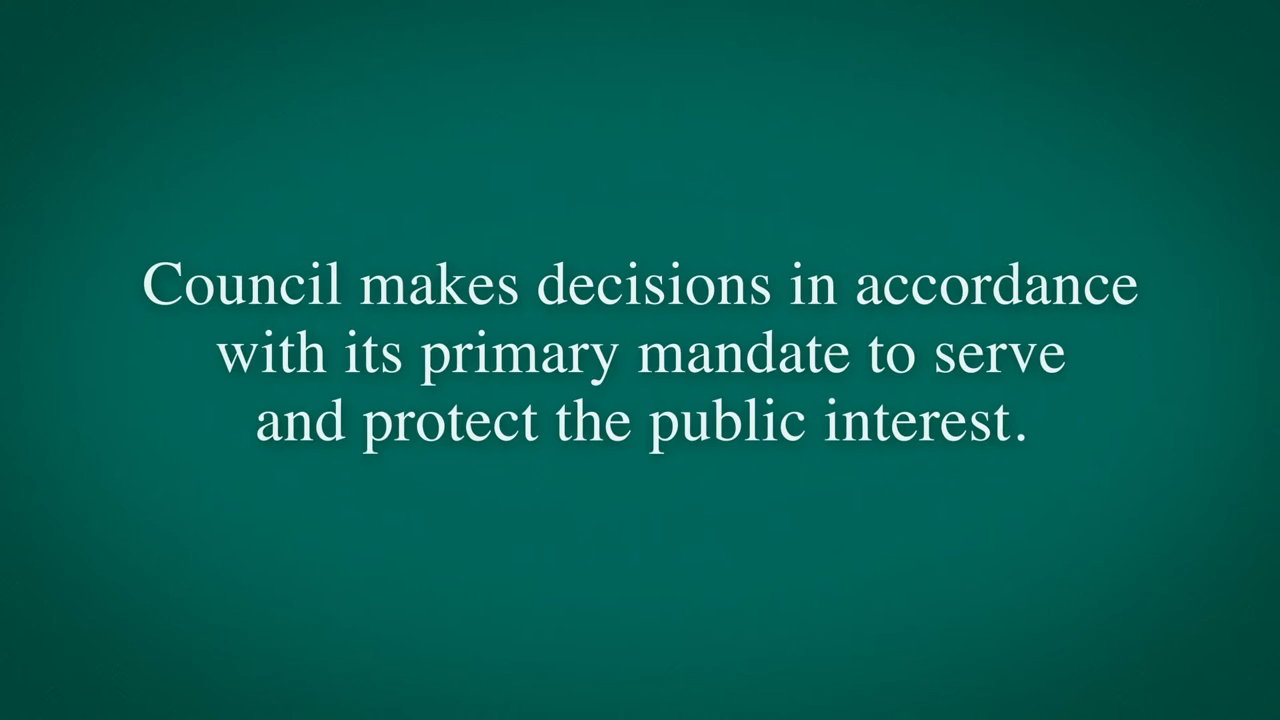 Council makes decisions in accordance
with its primary mandate to serve
and protect the public interest.